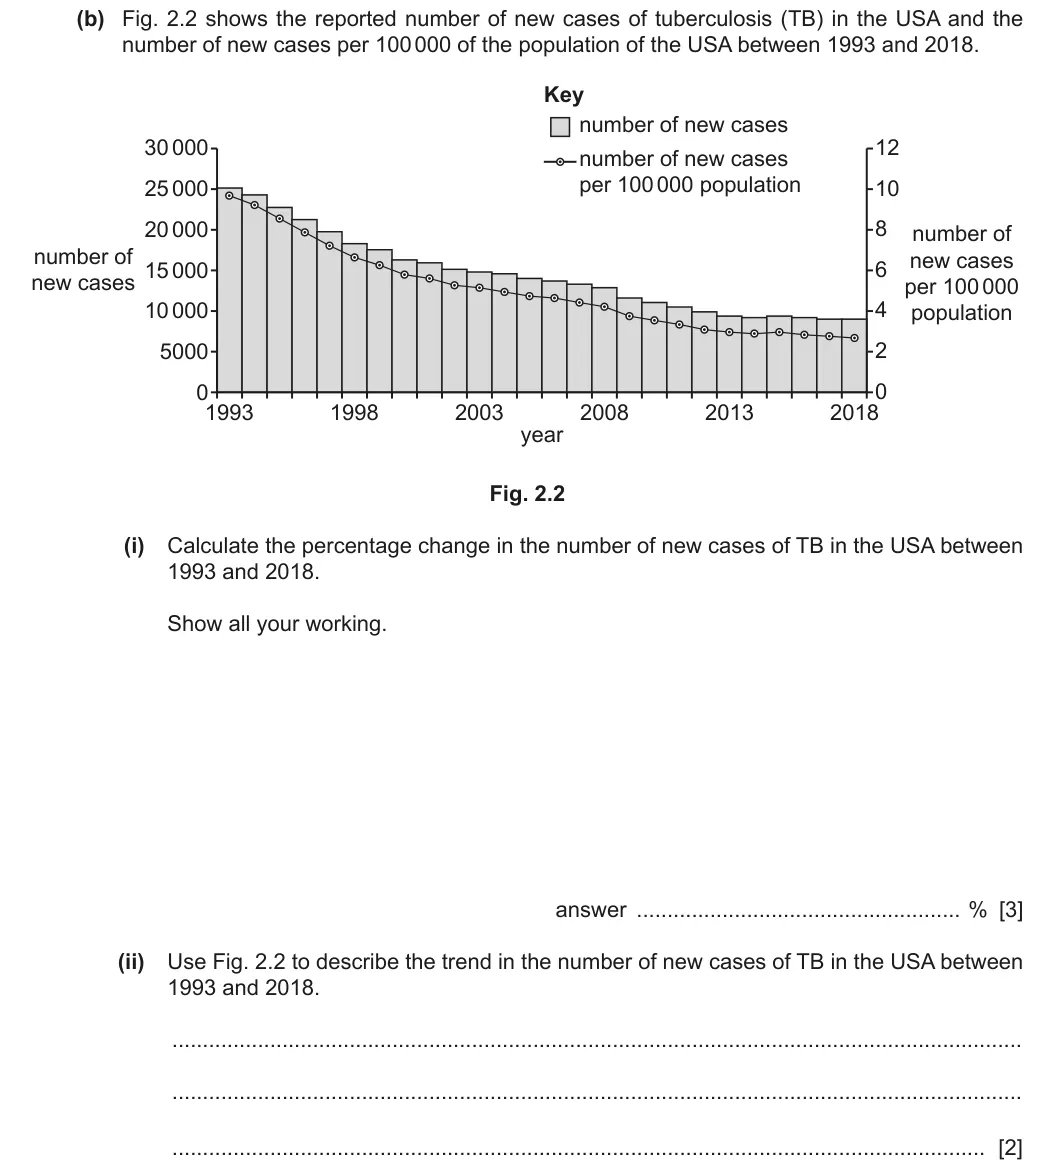 (b) Fig. 2.2 shows the reported number of new cases of tuberculosis (TB) in the USA and the
number of new cases per 100 000 of the population of the USA between 1993 and 2018.
Key
number of new cases
number of new cases
per 100 000 population
30 000
25 000
20 000
15 000
10 000
5000
0
number of
new cases
12
10
8
6
4
2
0
number of
new cases
per 100 000
population
1993 1998 2003 2008 2013 2018
year
Fig. 2.2
(i) Calculate the percentage change in the number of new cases of TB in the USA between
1993 and 2018.
Show all your working.
answer ..................................................... % [3]
(ii) Use Fig. 2.2 to describe the trend in the number of new cases of TB in the USA between
1993 and 2018.
...........................................................................................................................................
...........................................................................................................................................
..................................................................................................................................... [2]